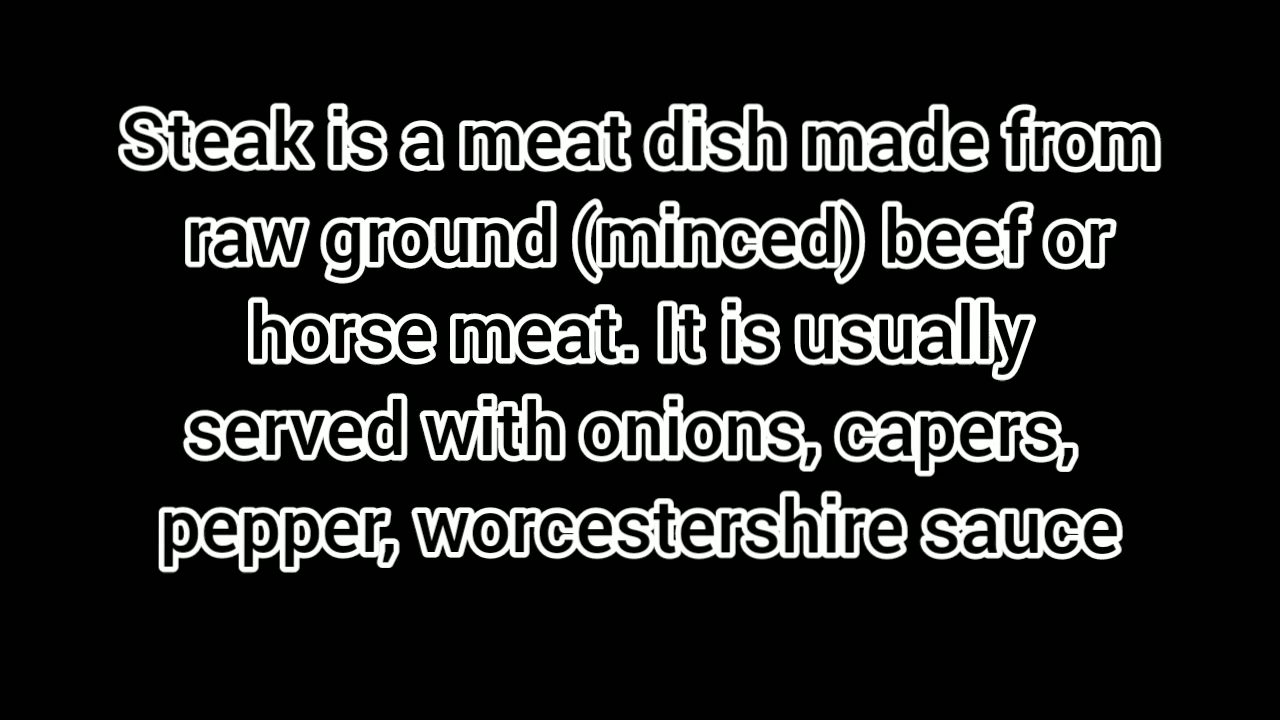 Steak is a meat dish made from
raw ground (minced) beef or
horse meat. It is usually
served with onions, capers,
pepper, worcestershire sauce